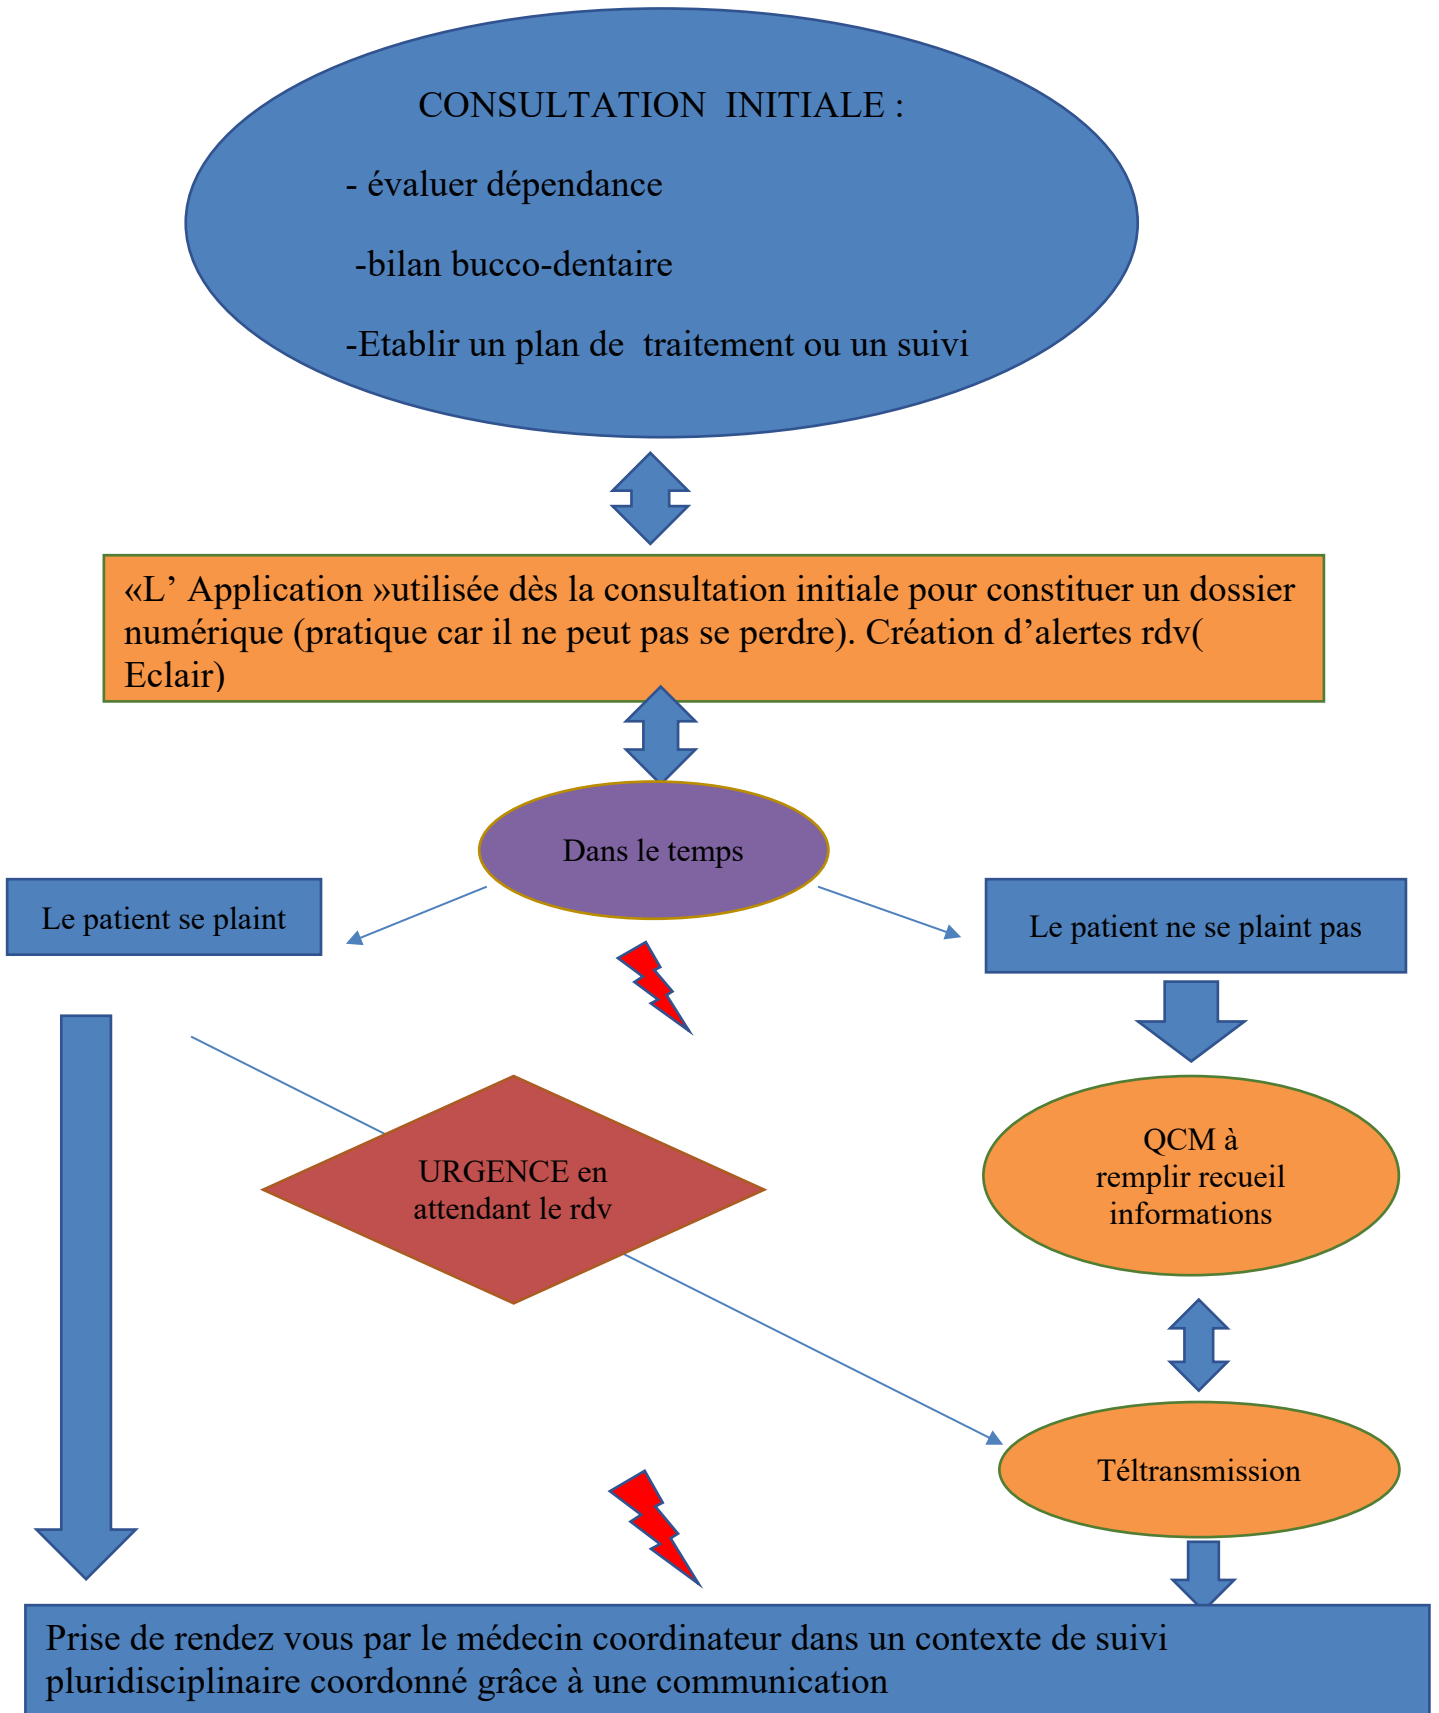 CONSULTATION  INITIALE :
- évaluer dépendance
-bilan bucco-dentaire
-Etablir un plan de  traitement ou un suivi
«L’ Application »utilisée dès la consultation initiale pour constituer un dossier
numérique (pratique car il ne peut pas se perdre). Création d’alertes rdv(
Eclair)
Dans le temps
Le patient se plaint
Le patient ne se plaint pas
URGENCE en
attendant le rdv
QCM à
remplir recueil
informations
Téltransmission
Prise de rendez vous par le médecin coordinateur dans un contexte de suivi
pluridisciplinaire coordonné grâce à une communication